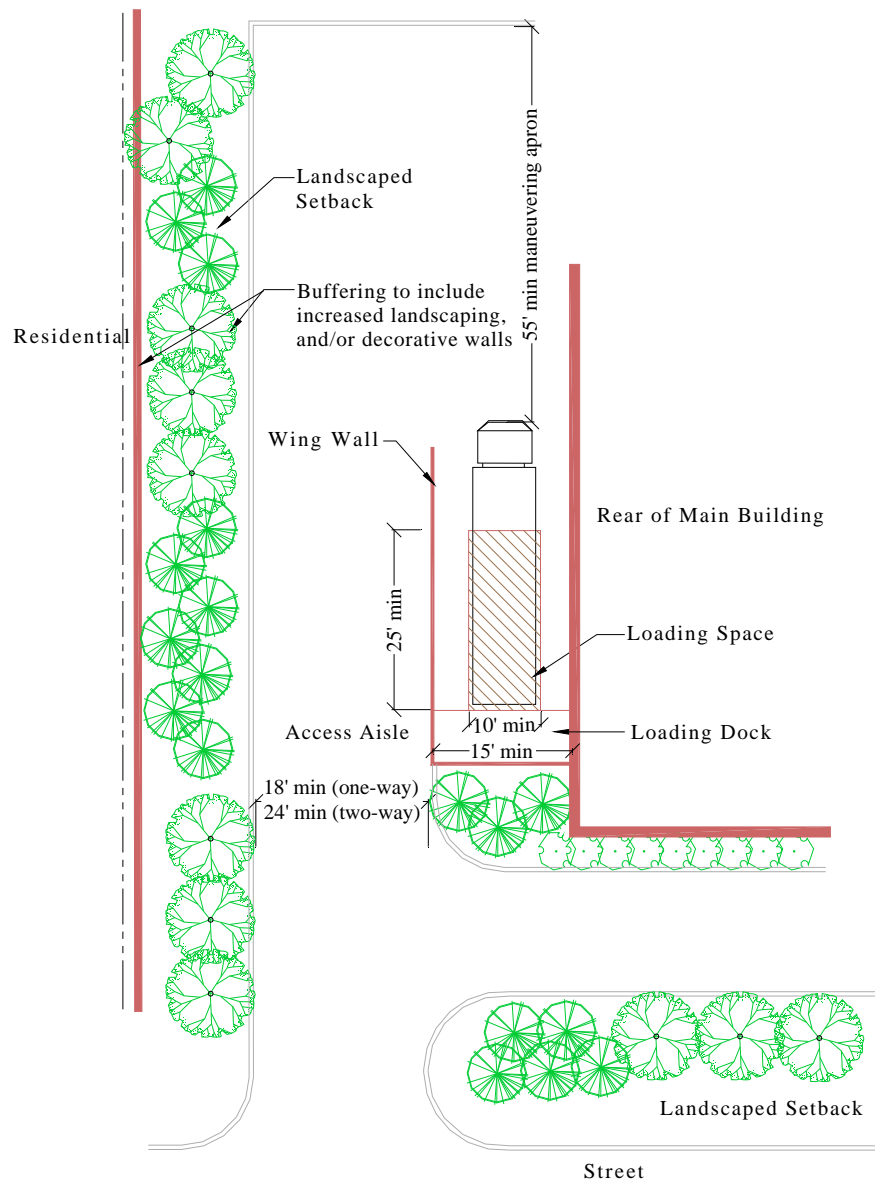 55' min maneuvering apron
Landscaped
Setback
Buffering to include
increased landscaping,
and/or decorative walls
Residential
Wing Wall
Rear of Main Building
25' min
Loading Space
10' min
Access Aisle
Loading Dock
15' min
18' min (one-way)
24' min (two-way)
Landscaped Setback
Street